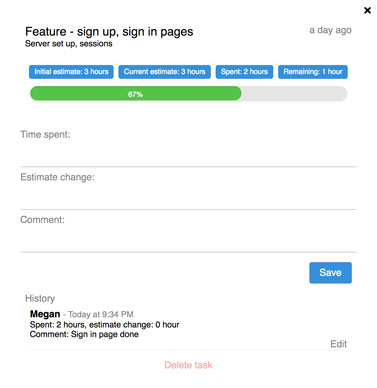 ×
Feature - sign up, sign in pages
a day ago
Server set up, sessions
Initial estimate: 3 hours
Current estimate: 3 hours
Spent: 2 hours
Remaining: 1 hour
67%
Time spent:
Estimate change:
Comment:
Save
History
Megan - Today at 9:34 PM
Spent: 2 hours, estimate change: 0 hour
Comment: Sign in page done
Edit
Delete task